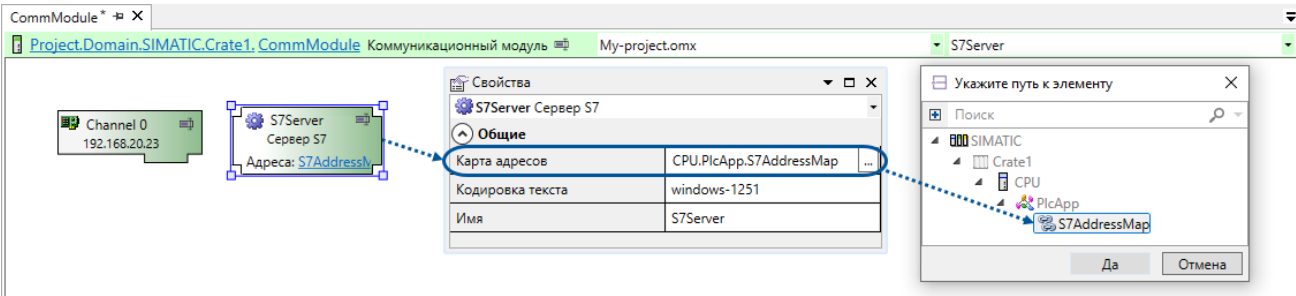 CommModule*
Project.Domain.SIMATIC.Crate1. CommModule Коммуникационный модуль My-project.omx S7Server
Channel 0
192.168.20.23
S7Server
Сервер S7
Адреса: S7AddressM
Свойства
S7Server Сервер S7
Общие
Карта адресов CPU.PlcApp.S7AddressMap ...
Кодировка текста windows-1251
Имя S7Server
Укажите путь к элементу
Поиск
SIMATIC
Crate1
CPU
PlcApp
S7AddressMap
Да Отмена